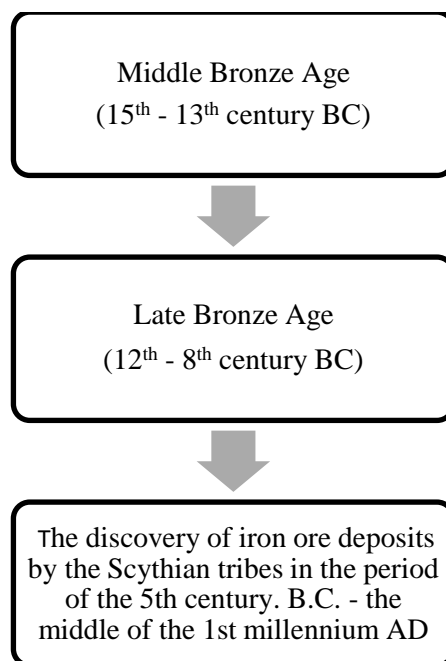 Middle Bronze Age
(15th - 13th century BC)
Late Bronze Age
(12th - 8th century BC)
The discovery of iron ore deposits
by the Scythian tribes in the period
of the 5th century. B.C. - the
middle of the 1st millennium AD